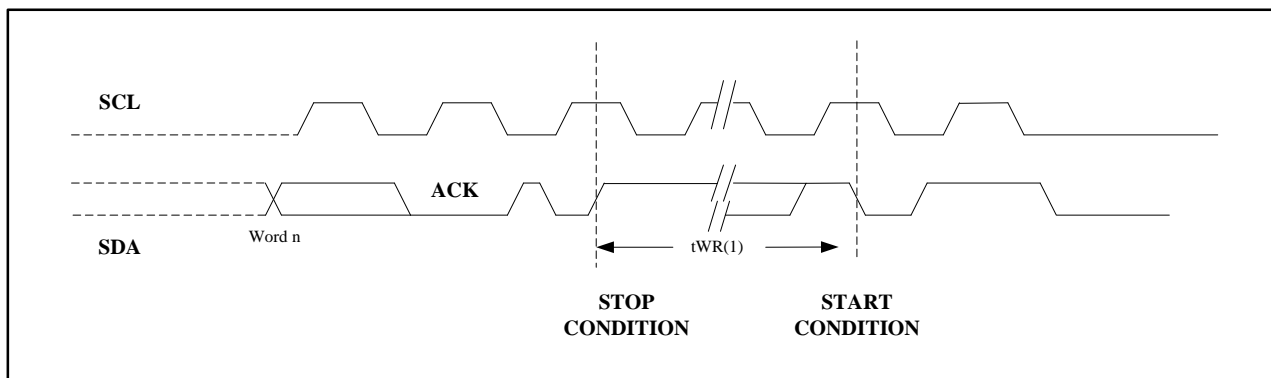 SCL
ACK
SDA
Word n
tWR(1)
STOP
CONDITION
START
CONDITION